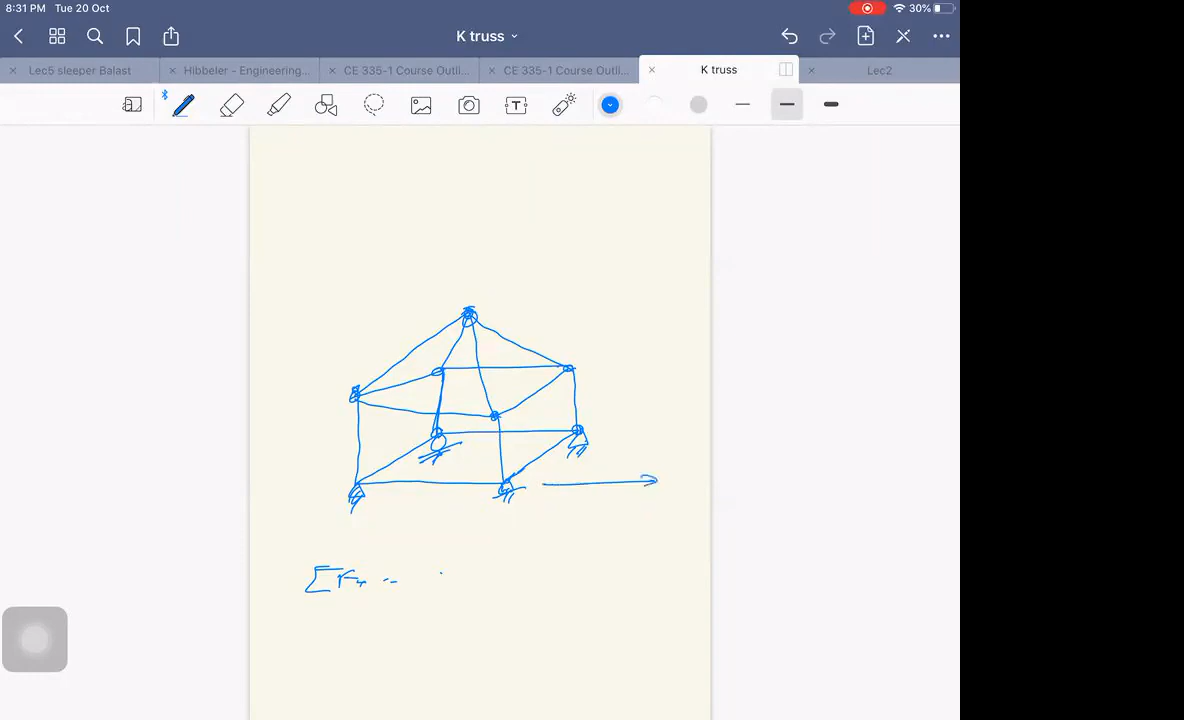 8:31 PM Tue 20 Oct
30%
K truss
Lec5 sleeper Balast
Hibbeler - Engineering...
CE 335-1 Course Outli...
CE 335-1 Course Outli...
K truss
Lec2
T